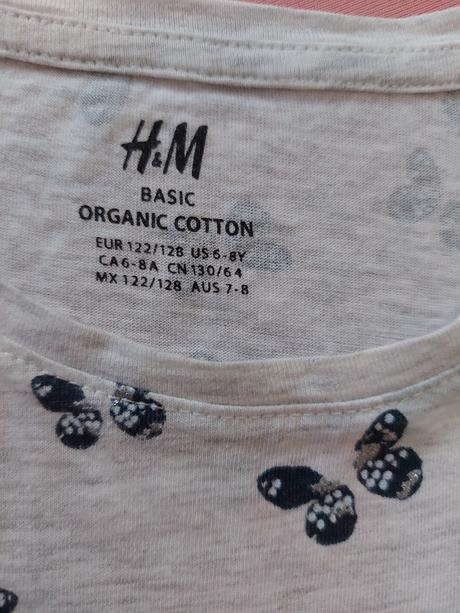 H&M
BASIC
ORGANIC COTTON
EUR 122/128 US 6-8Y
CA 6-8A CN 130/64
MX 122/128 AUS 7-8